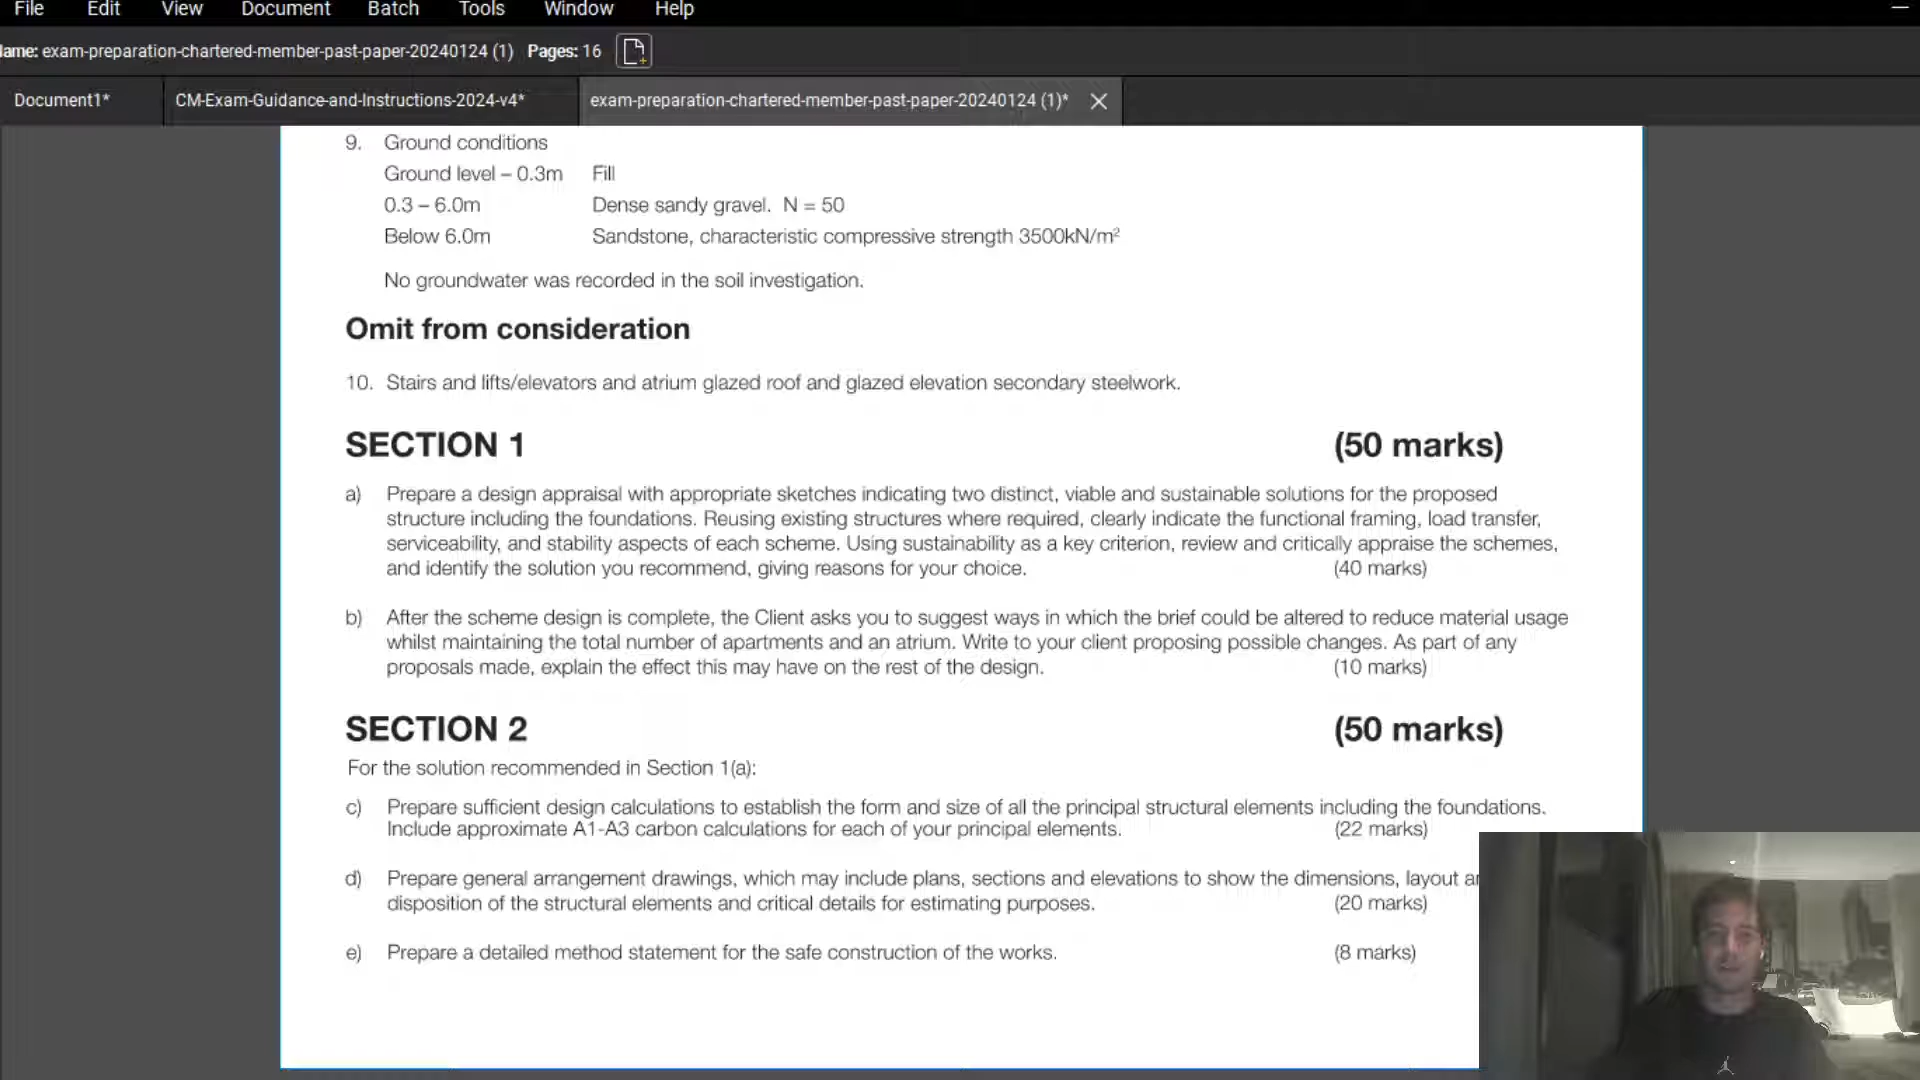 File Edit View Document Batch Tools Window Help
ame: exam-preparation-chartered-member-past-paper-20240124 (1) Pages: 16
Document1* CM-Exam-Guidance-and-Instructions-2024-v4* exam-preparation-chartered-member-past-paper-20240124 (1)*
9. Ground conditions
Ground level – 0.3m Fill
0.3 – 6.0m Dense sandy gravel. N = 50
Below 6.0m Sandstone, characteristic compressive strength 3500kN/m²
No groundwater was recorded in the soil investigation.
Omit from consideration
10. Stairs and lifts/elevators and atrium glazed roof and glazed elevation secondary steelwork.
SECTION 1 (50 marks)
a) Prepare a design appraisal with appropriate sketches indicating two distinct, viable and sustainable solutions for the proposed
structure including the foundations. Reusing existing structures where required, clearly indicate the functional framing, load transfer,
serviceability, and stability aspects of each scheme. Using sustainability as a key criterion, review and critically appraise the schemes,
and identify the solution you recommend, giving reasons for your choice. (40 marks)
b) After the scheme design is complete, the Client asks you to suggest ways in which the brief could be altered to reduce material usage
whilst maintaining the total number of apartments and an atrium. Write to your client proposing possible changes. As part of any
proposals made, explain the effect this may have on the rest of the design. (10 marks)
SECTION 2 (50 marks)
For the solution recommended in Section 1(a):
c) Prepare sufficient design calculations to establish the form and size of all the principal structural elements including the foundations.
Include approximate A1-A3 carbon calculations for each of your principal elements. (22 marks)
d) Prepare general arrangement drawings, which may include plans, sections and elevations to show the dimensions, layout
disposition of the structural elements and critical details for estimating purposes. (20 marks)
e) Prepare a detailed method statement for the safe construction of the works. (8 marks)